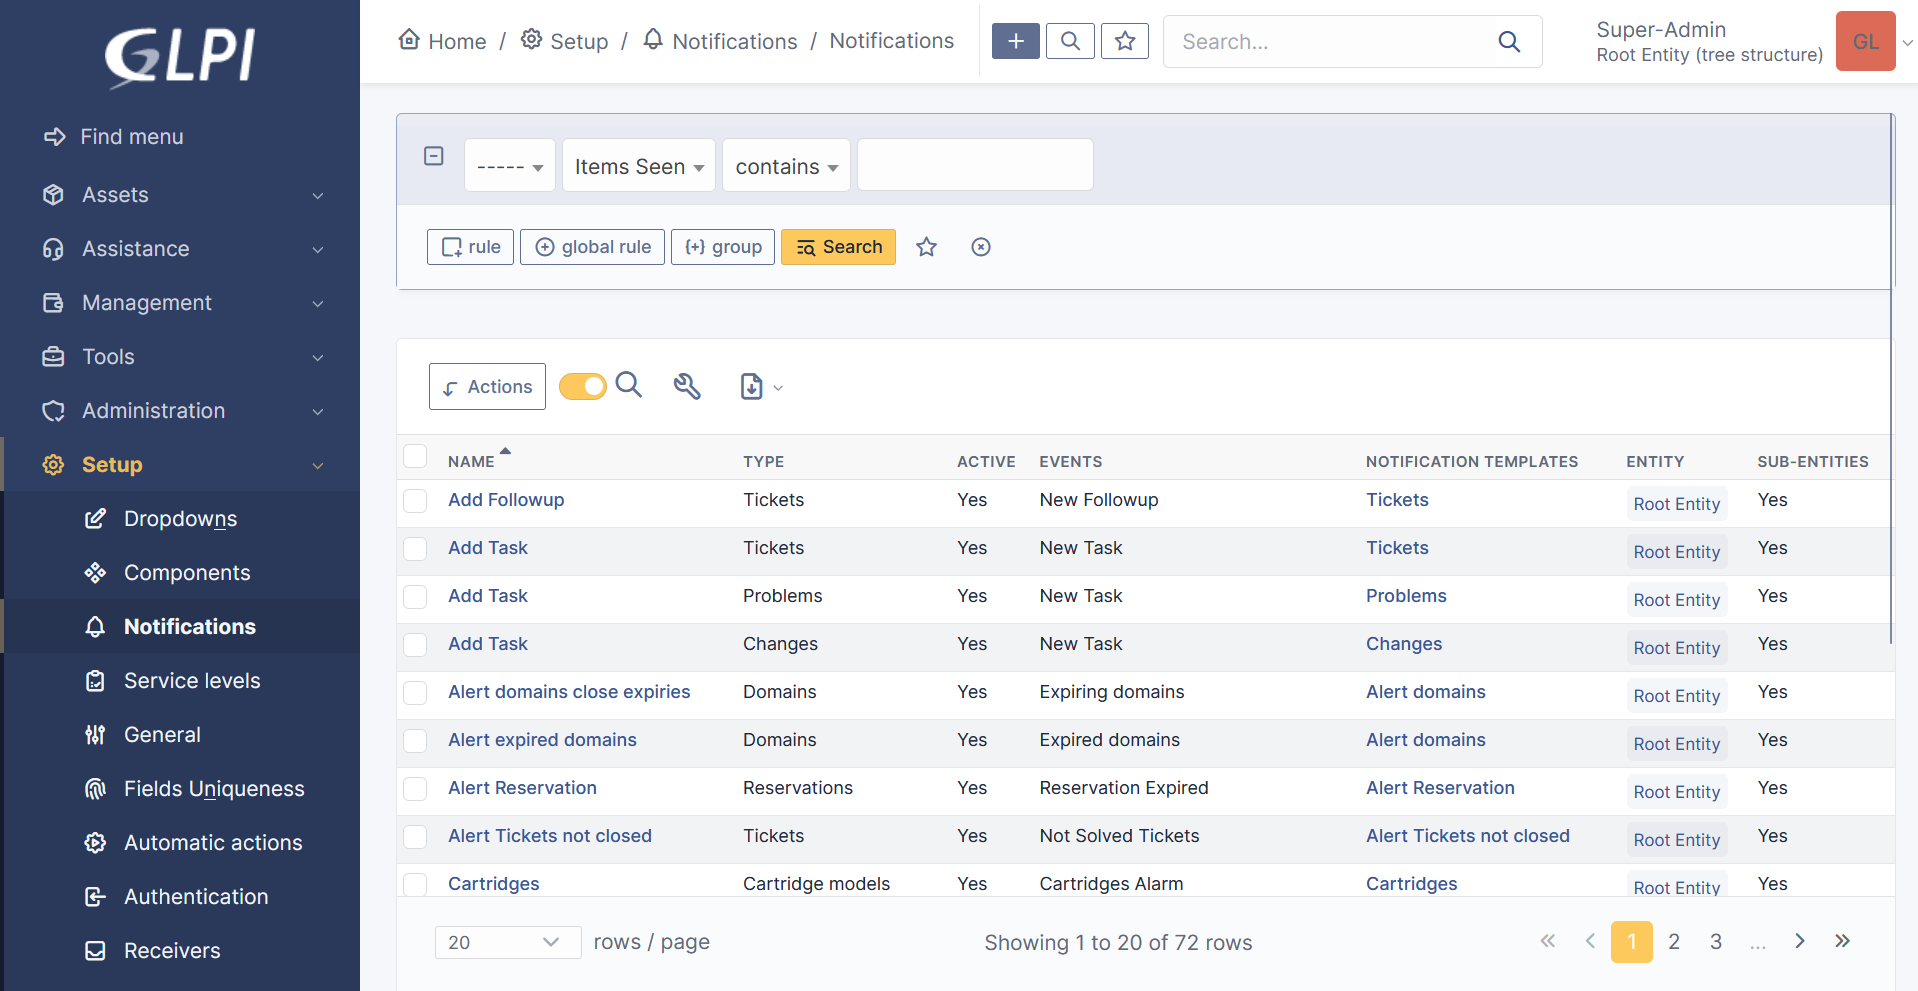 GLPI
Find menu
Assets
Assistance
Management
Tools
Administration
Setup
Dropdowns
Components
Notifications
Service levels
General
Fields Uniqueness
Automatic actions
Authentication
Receivers
Home / Setup / Notifications / Notifications
Search...
Super-Admin
Root Entity (tree structure)
GL
----- Items Seen contains
rule global rule {+} group Search
Actions
NAME TYPE ACTIVE EVENTS NOTIFICATION TEMPLATES ENTITY SUB-ENTITIES
Add Followup Tickets Yes New Followup Tickets Root Entity Yes
Add Task Tickets Yes New Task Tickets Root Entity Yes
Add Task Problems Yes New Task Problems Root Entity Yes
Add Task Changes Yes New Task Changes Root Entity Yes
Alert domains close expiries Domains Yes Expiring domains Alert domains Root Entity Yes
Alert expired domains Domains Yes Expired domains Alert domains Root Entity Yes
Alert Reservation Reservations Yes Reservation Expired Alert Reservation Root Entity Yes
Alert Tickets not closed Tickets Yes Not Solved Tickets Alert Tickets not closed Root Entity Yes
Cartridges Cartridge models Yes Cartridges Alarm Cartridges Root Entity Yes
20 rows / page Showing 1 to 20 of 72 rows « ‹ 1 2 3 ... › »